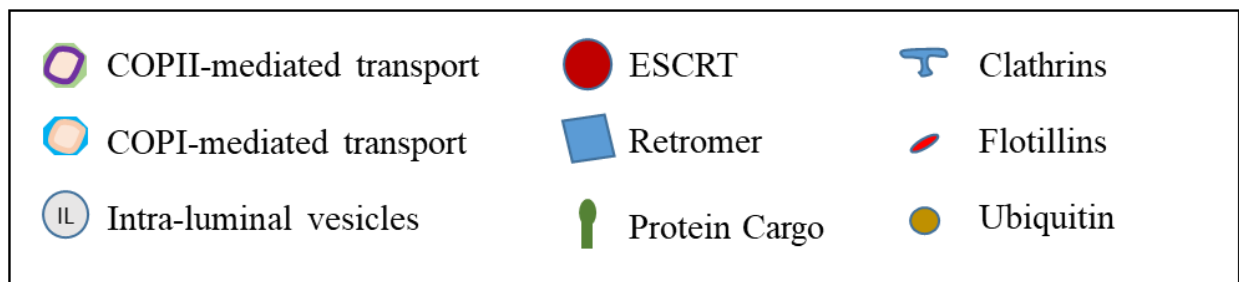 COPII-mediated transport
ESCRT
Clathrins
COPI-mediated transport
Retromer
Flotillins
IL
Intra-luminal vesicles
Protein Cargo
Ubiquitin